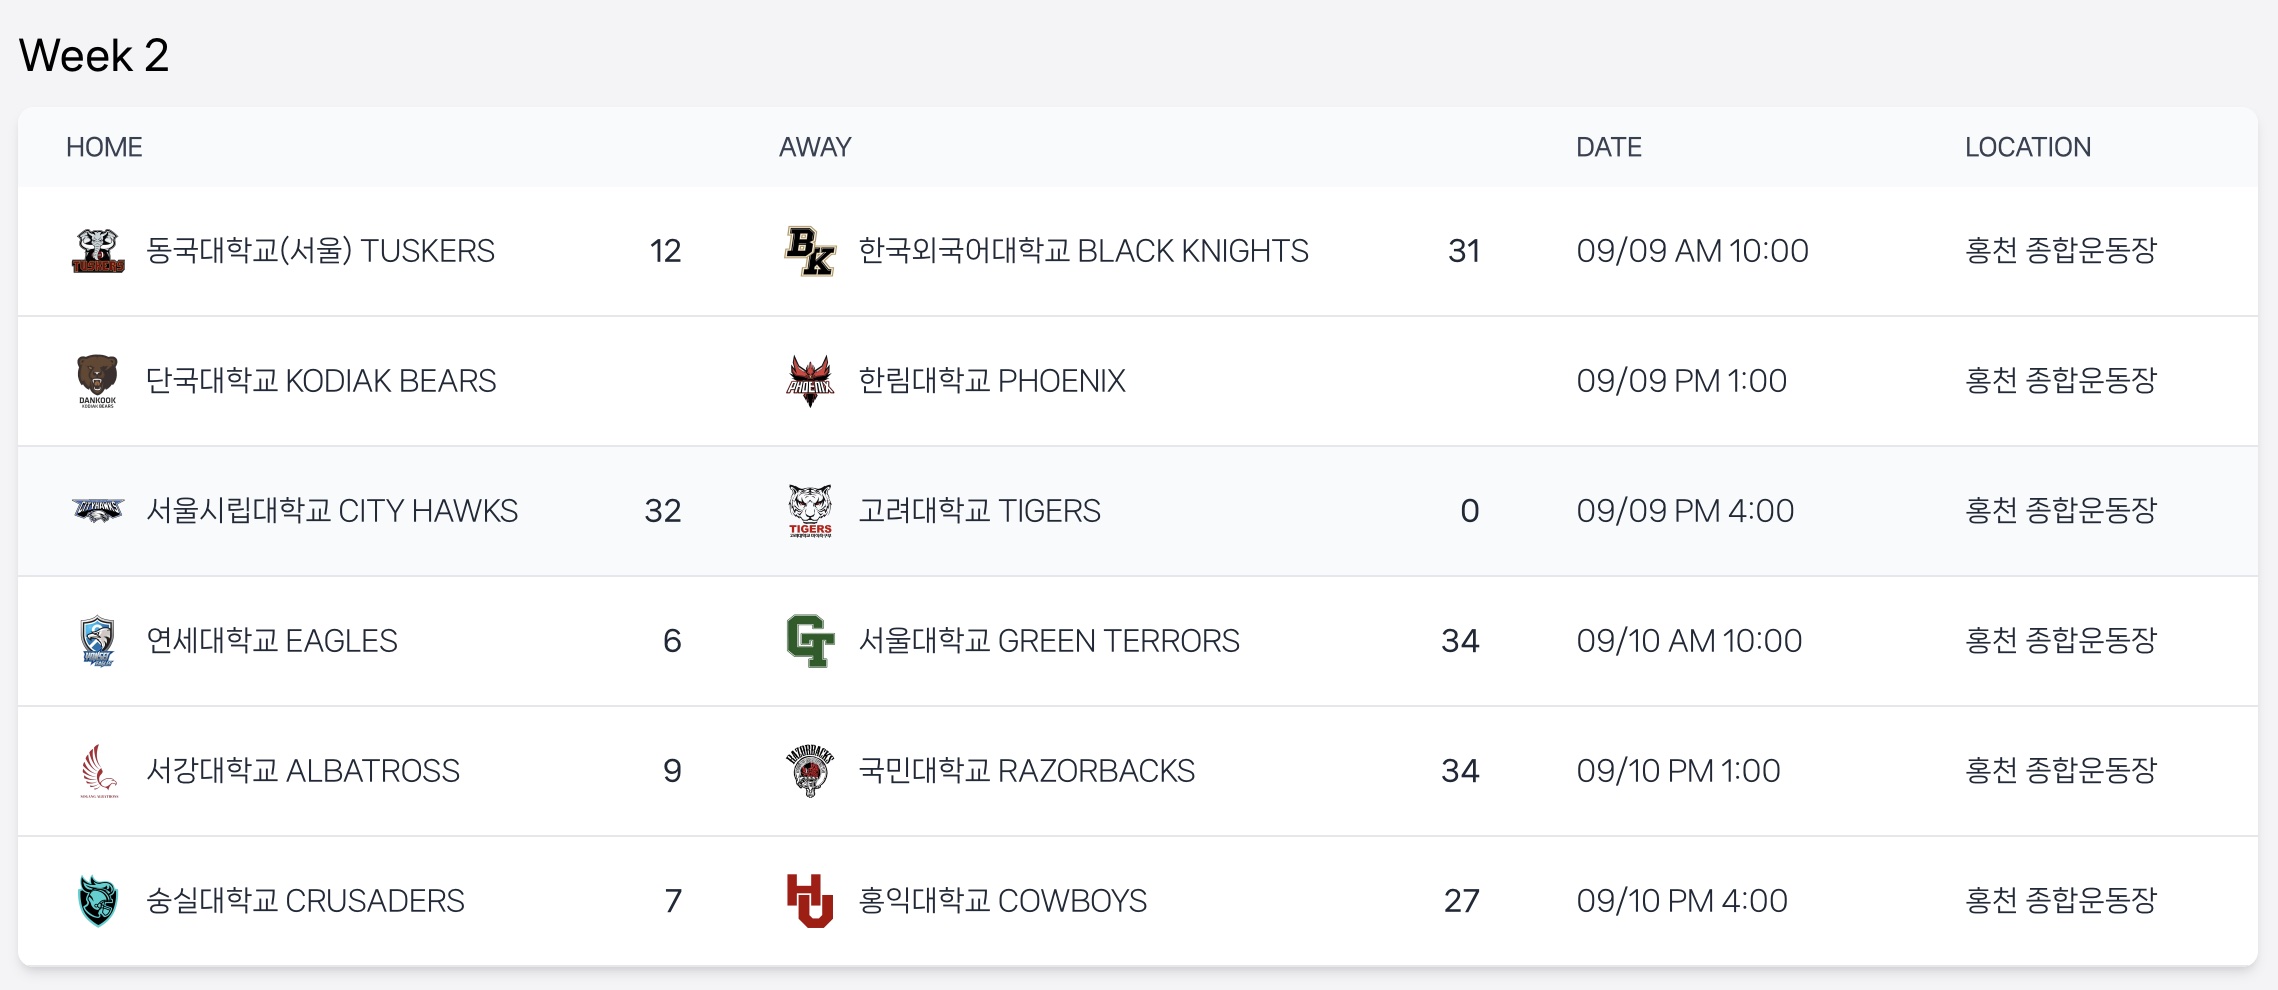 Week 2
HOME AWAY DATE LOCATION
TUSKERS 동국대학교(서울) TUSKERS 12 BK 한국외국어대학교 BLACK KNIGHTS 31 09/09 AM 10:00 홍천 종합운동장
DANKOOK KODIAK BEARS 단국대학교 KODIAK BEARS PHOENIX 한림대학교 PHOENIX 09/09 PM 1:00 홍천 종합운동장
CITYHAWKS 서울시립대학교 CITY HAWKS 32 TIGERS 고려대학교 TIGERS 0 09/09 PM 4:00 홍천 종합운동장
연세대학교 EAGLES 6 GT 서울대학교 GREEN TERRORS 34 09/10 AM 10:00 홍천 종합운동장
서강대학교 ALBATROSS 9 RAZORBACKS 국민대학교 RAZORBACKS 34 09/10 PM 1:00 홍천 종합운동장
숭실대학교 CRUSADERS 7 HU 홍익대학교 COWBOYS 27 09/10 PM 4:00 홍천 종합운동장